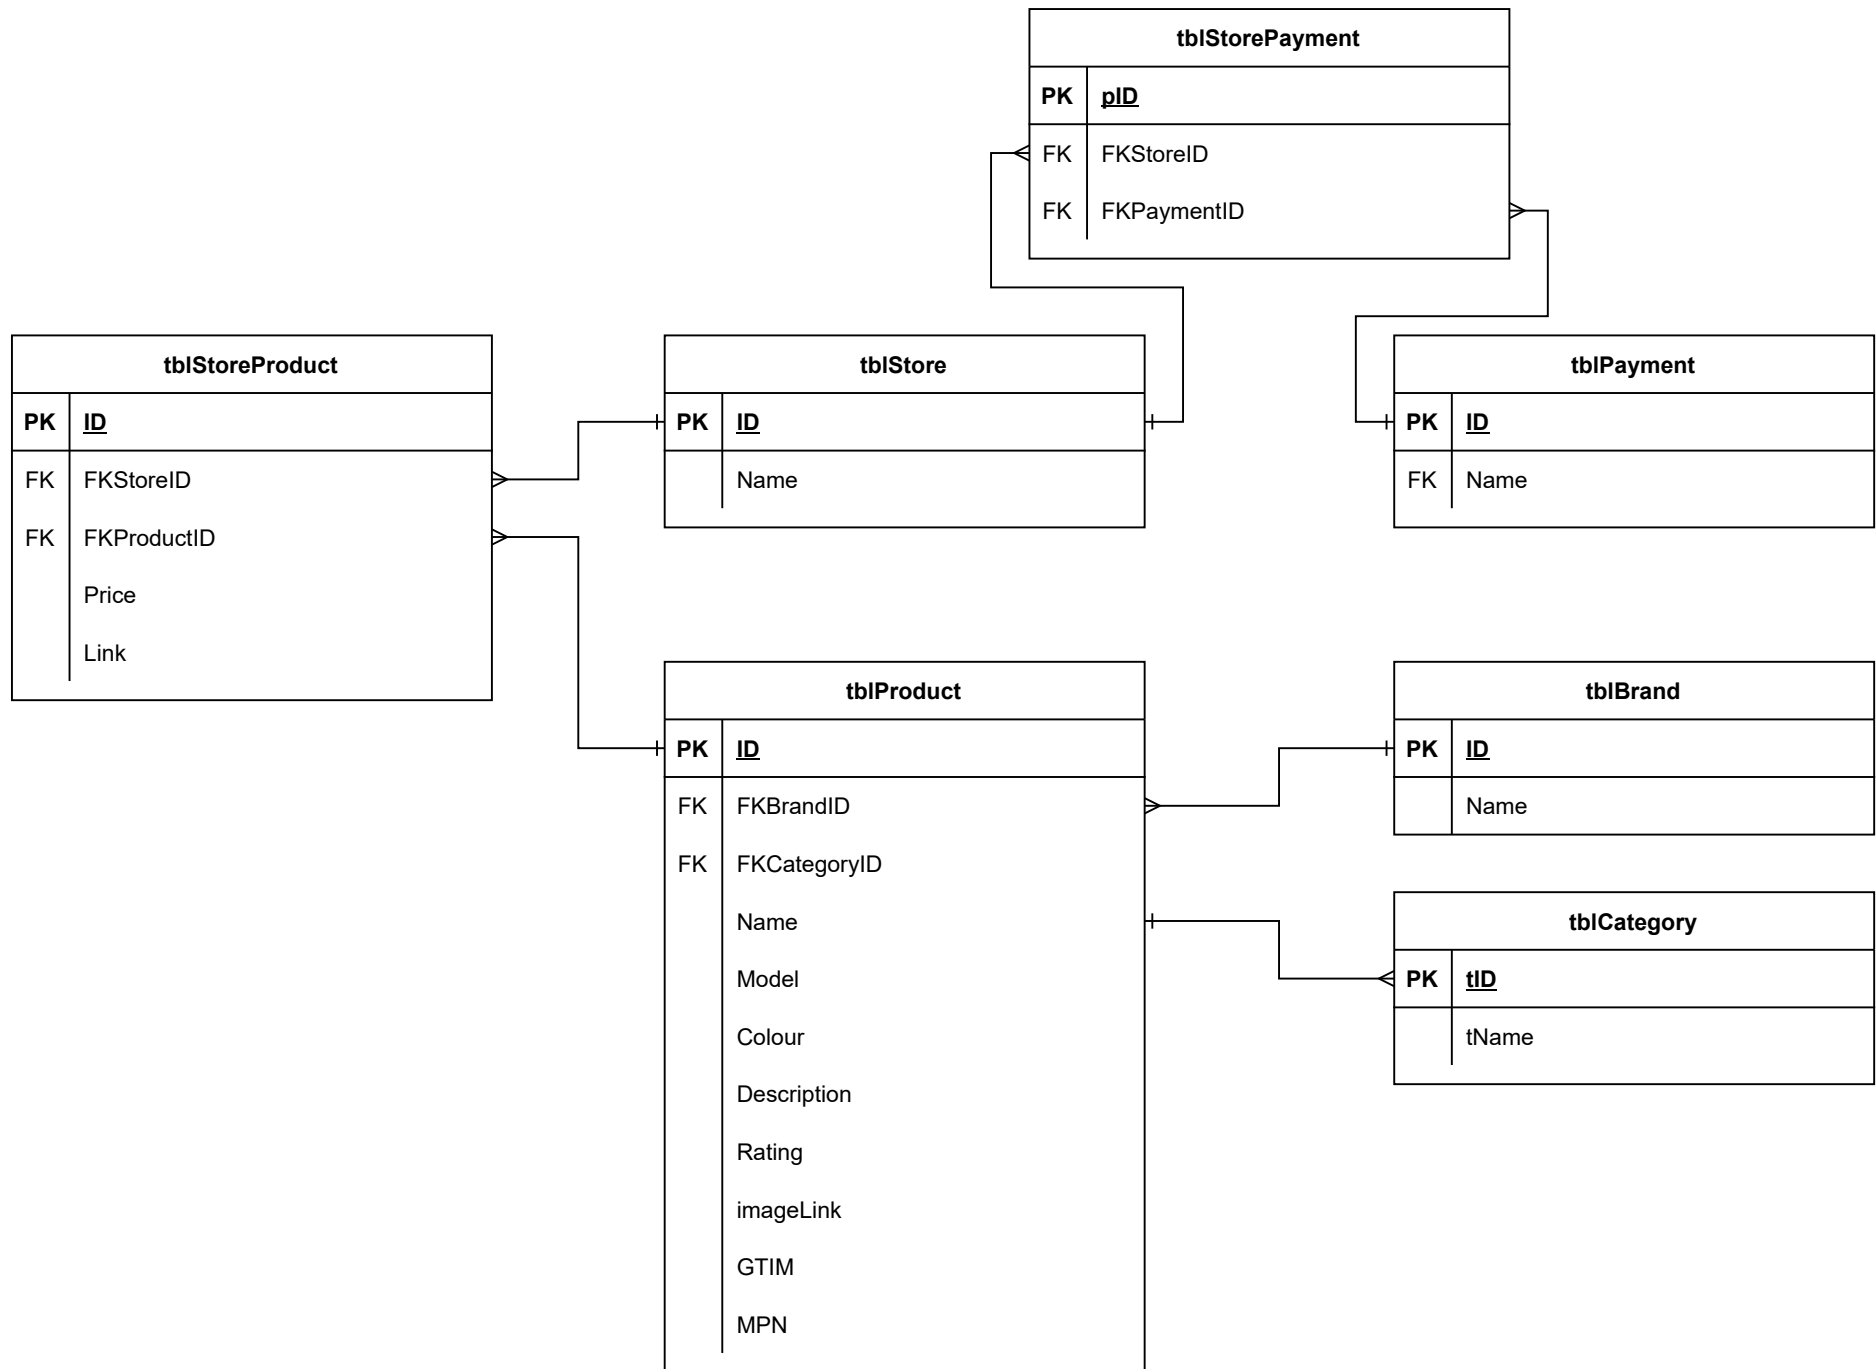 tblStorePayment
PK pID
FK FKStoreID
FK FKPaymentID
tblStoreProduct
PK ID
FK FKStoreID
FK FKProductID
Price
Link
tblStore
PK ID
Name
tblPayment
PK ID
FK Name
tblProduct
PK ID
FK FKBrandID
FK FKCategoryID
Name
Model
Colour
Description
Rating
imageLink
GTIM
MPN
tblBrand
PK ID
Name
tblCategory
PK tID
tName